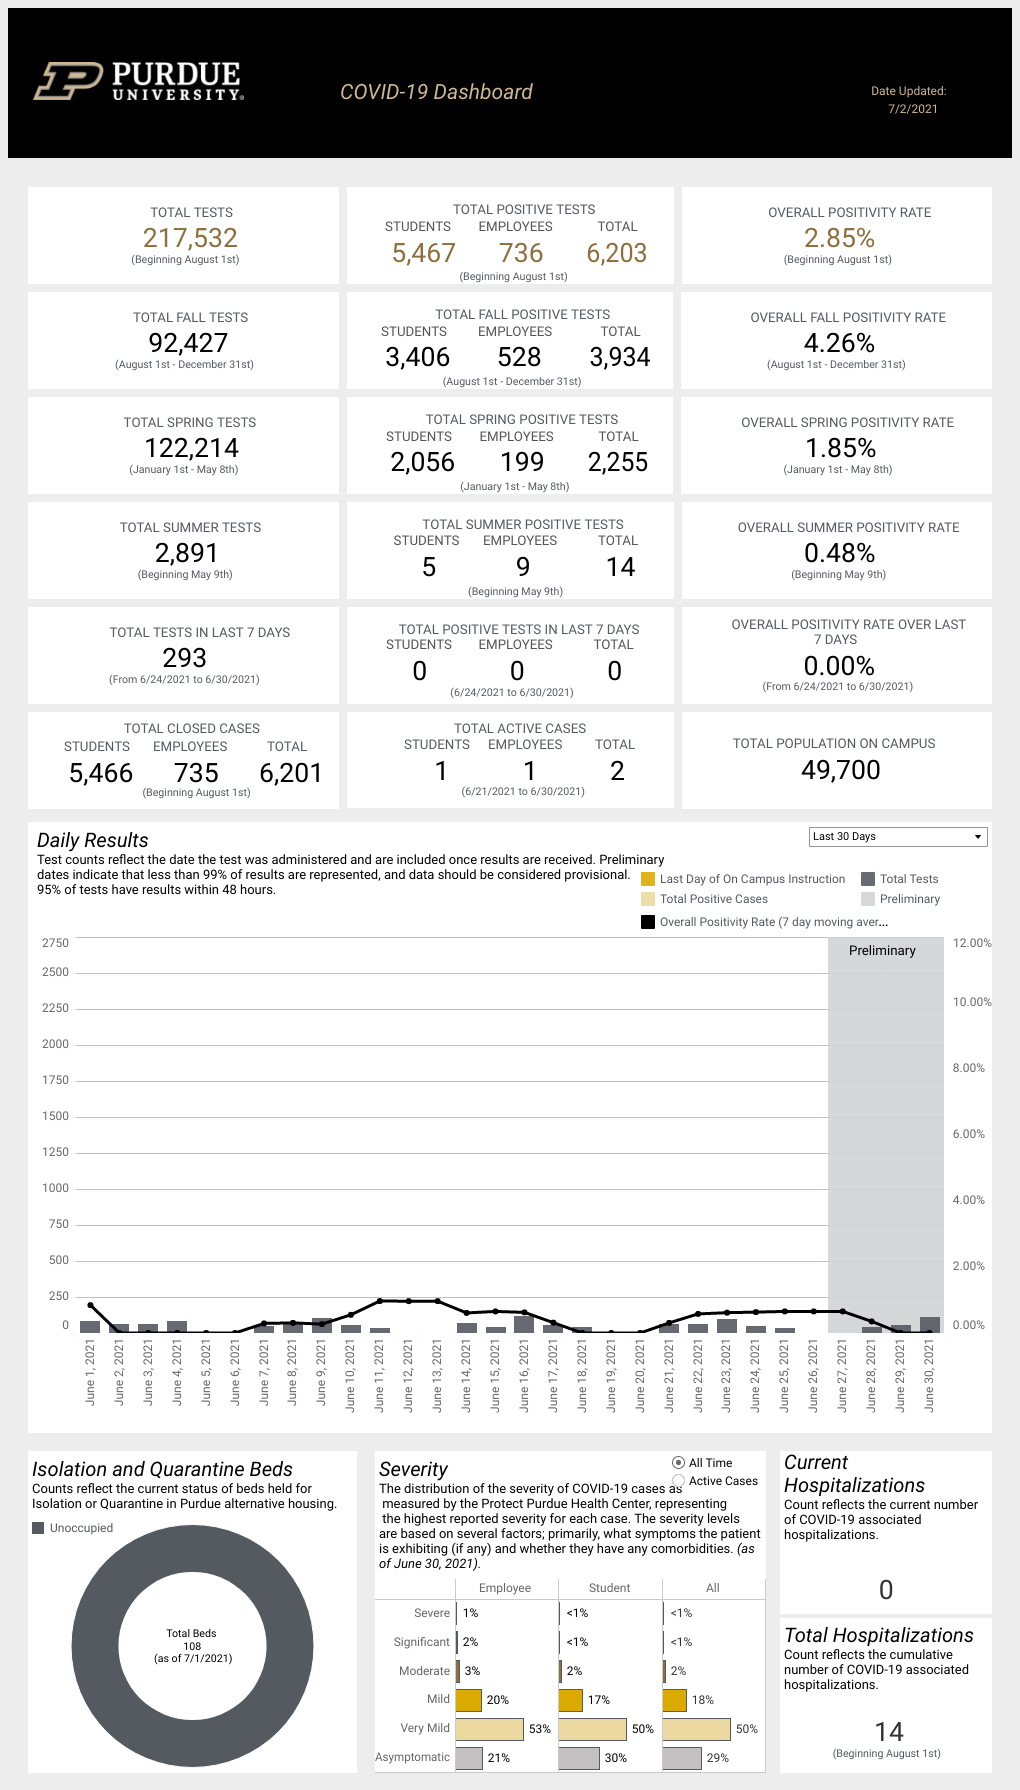 PURDUE
UNIVERSITY®
COVID-19 Dashboard
Date Updated:
7/2/2021
TOTAL TESTS
217,532
(Beginning August 1st)
TOTAL POSITIVE TESTS
STUDENTS EMPLOYEES TOTAL
5,467 736 6,203
(Beginning August 1st)
OVERALL POSITIVITY RATE
2.85%
(Beginning August 1st)
TOTAL FALL TESTS
92,427
(August 1st - December 31st)
TOTAL FALL POSITIVE TESTS
STUDENTS EMPLOYEES TOTAL
3,406 528 3,934
(August 1st - December 31st)
OVERALL FALL POSITIVITY RATE
4.26%
(August 1st - December 31st)
TOTAL SPRING TESTS
122,214
(January 1st - May 8th)
TOTAL SPRING POSITIVE TESTS
STUDENTS EMPLOYEES TOTAL
2,056 199 2,255
(January 1st - May 8th)
OVERALL SPRING POSITIVITY RATE
1.85%
(January 1st - May 8th)
TOTAL SUMMER TESTS
2,891
(Beginning May 9th)
TOTAL SUMMER POSITIVE TESTS
STUDENTS EMPLOYEES TOTAL
5 9 14
(Beginning May 9th)
OVERALL SUMMER POSITIVITY RATE
0.48%
(Beginning May 9th)
TOTAL TESTS IN LAST 7 DAYS
293
(From 6/24/2021 to 6/30/2021)
TOTAL POSITIVE TESTS IN LAST 7 DAYS
STUDENTS EMPLOYEES TOTAL
0 0 0
(6/24/2021 to 6/30/2021)
OVERALL POSITIVITY RATE OVER LAST
7 DAYS
0.00%
(From 6/24/2021 to 6/30/2021)
TOTAL CLOSED CASES
STUDENTS EMPLOYEES TOTAL
5,466 735 6,201
(Beginning August 1st)
TOTAL ACTIVE CASES
STUDENTS EMPLOYEES TOTAL
1 1 2
(6/21/2021 to 6/30/2021)
TOTAL POPULATION ON CAMPUS
49,700
Daily Results
Last 30 Days
Test counts reflect the date the test was administered and are included once results are received. Preliminary
dates indicate that less than 99% of results are represented, and data should be considered provisional.
95% of tests have results within 48 hours.
Last Day of On Campus Instruction
Total Tests
Total Positive Cases
Preliminary
Overall Positivity Rate (7 day moving aver...
Preliminary
2750
2500
2250
2000
1750
1500
1250
1000
750
500
250
0
12.00%
10.00%
8.00%
6.00%
4.00%
2.00%
0.00%
June 1, 2021
June 2, 2021
June 3, 2021
June 4, 2021
June 5, 2021
June 6, 2021
June 7, 2021
June 8, 2021
June 9, 2021
June 10, 2021
June 11, 2021
June 12, 2021
June 13, 2021
June 14, 2021
June 15, 2021
June 16, 2021
June 17, 2021
June 18, 2021
June 19, 2021
June 20, 2021
June 21, 2021
June 22, 2021
June 23, 2021
June 24, 2021
June 25, 2021
June 26, 2021
June 27, 2021
June 28, 2021
June 29, 2021
June 30, 2021
Isolation and Quarantine Beds
Counts reflect the current status of beds held for
Isolation or Quarantine in Purdue alternative housing.
Unoccupied
Total Beds
108
(as of 7/1/2021)
Severity
All Time
Active Cases
The distribution of the severity of COVID-19 cases as
measured by the Protect Purdue Health Center, representing
the highest reported severity for each case. The severity levels
are based on several factors; primarily, what symptoms the patient
is exhibiting (if any) and whether they have any comorbidities. (as
of June 30, 2021).
Employee Student All
Severe 1% <1% <1%
Significant 2% <1% <1%
Moderate 3% 2% 2%
Mild 20% 17% 18%
Very Mild 53% 50% 50%
Asymptomatic 21% 30% 29%
Current
Hospitalizations
Count reflects the current number
of COVID-19 associated
hospitalizations.
0
Total Hospitalizations
Count reflects the cumulative
number of COVID-19 associated
hospitalizations.
14
(Beginning August 1st)